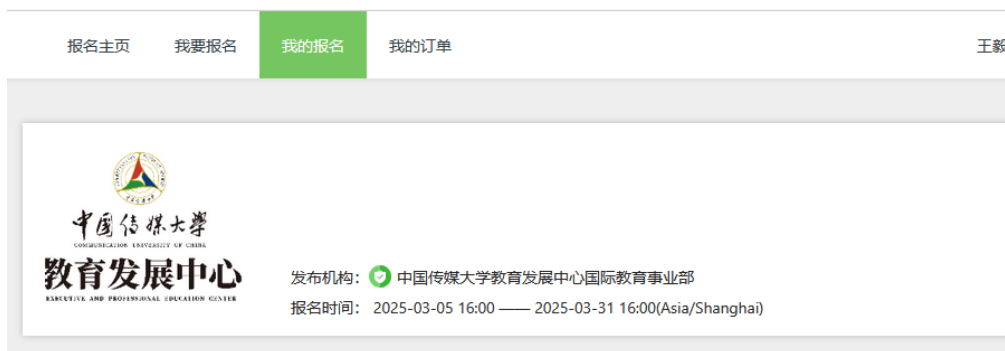 报名主页 我要报名 我的报名 我的订单 王毅
中国传媒大学
COMMUNICATION UNIVERSITY OF CHINA
教育发展中心
EXECUTIVE AND PROFESSIONAL EDUCATION CENTER
发布机构： 中国传媒大学教育发展中心国际教育事业部
报名时间： 2025-03-05 16:00 —— 2025-03-31 16:00(Asia/Shanghai)